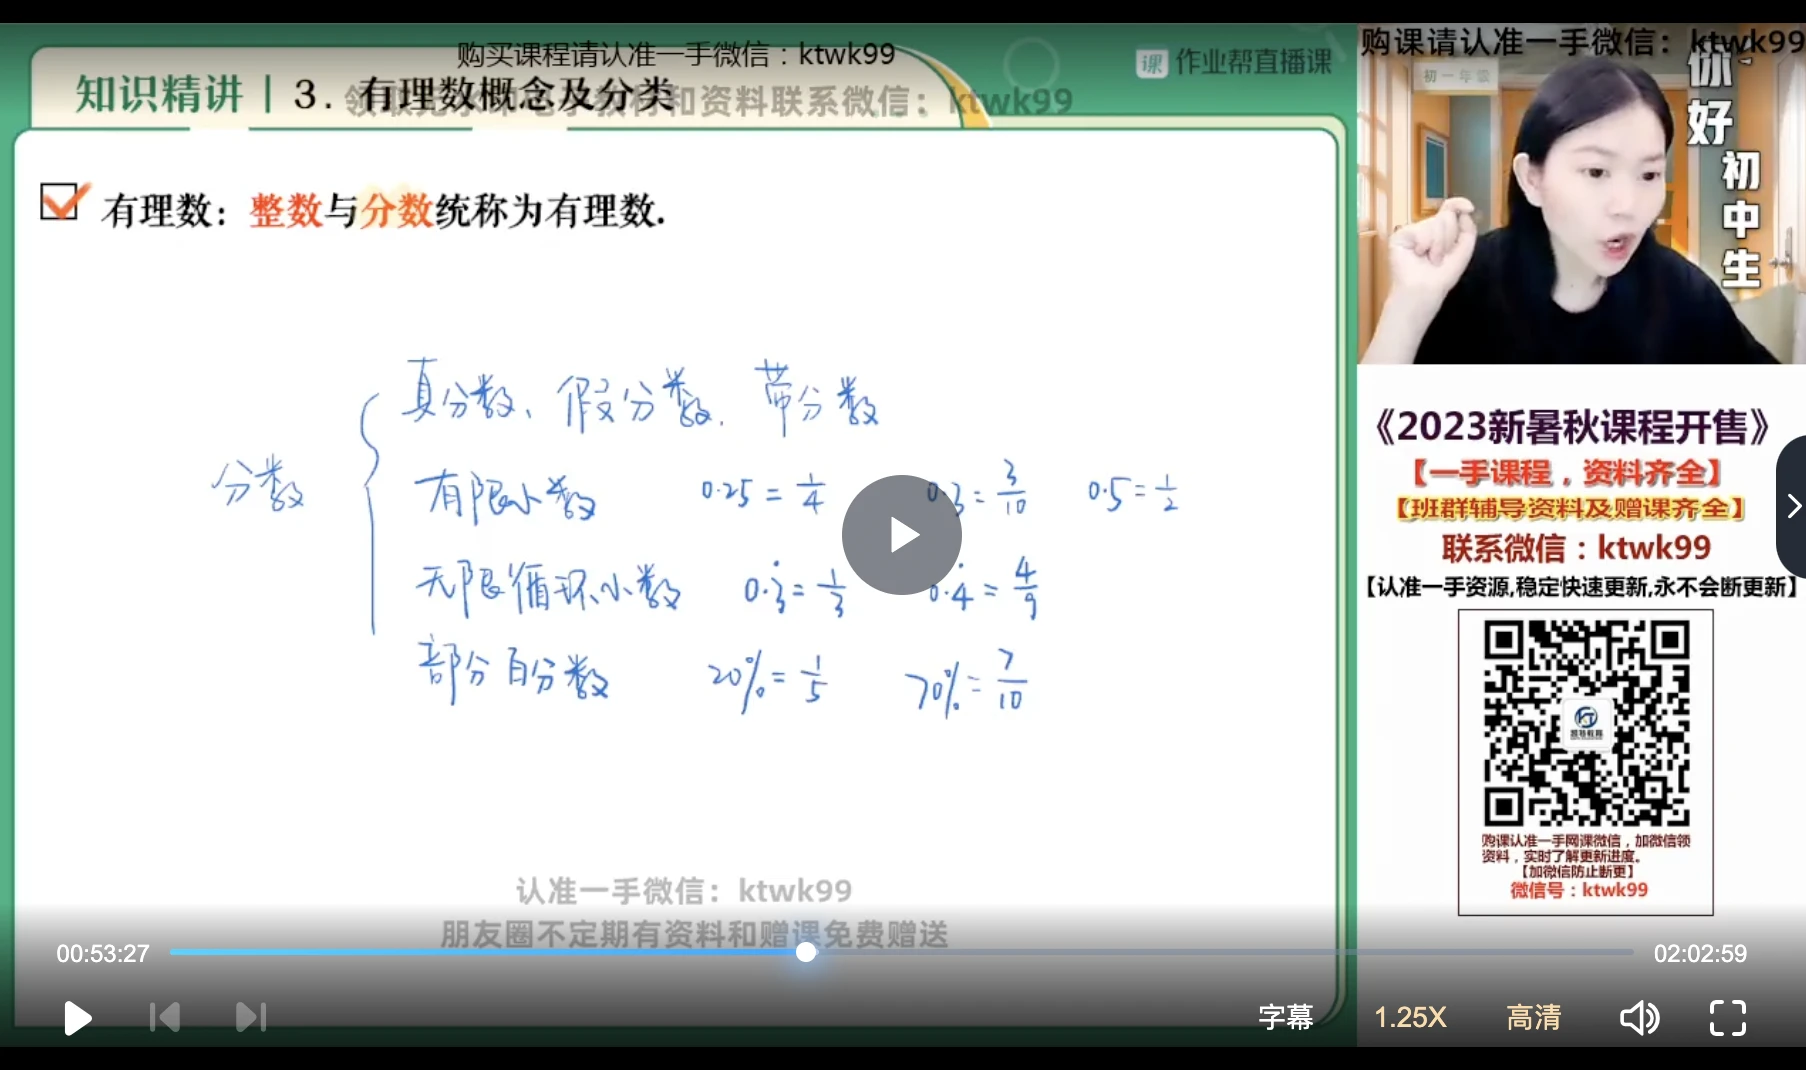 购买课程请认准一手微信：ktwk99
知识精讲 | 3. 有理数概念及分类
资料联系微信：ktwk99
课 作业帮直播课
有理数：整数与分数统称为有理数.
分数
真分数、假分数、带分数
有限小数 0.25 = 1/4 0.3 = 3/10 0.5 = 1/2
无限循环小数 0.3̇ = 1/3 0.4̇ = 4/9
部分百分数 20% = 1/5 70% = 7/10
认准一手微信：ktwk99
朋友圈不定期有资料和赠课免费赠送
购课请认准一手微信：ktwk99
初一年级
你好
初中生
《2023新暑秋课程开售》
【一手课程，资料齐全】
【班群辅导资料及赠课齐全】
联系微信：ktwk99
【认准一手资源,稳定快速更新,永不会断更新】
购课认准一手网课微信，加微信领
资料，实时了解更新进度。
【加微信防止断更】
微信号：ktwk99
00:53:27
02:02:59
字幕
1.25X
高清